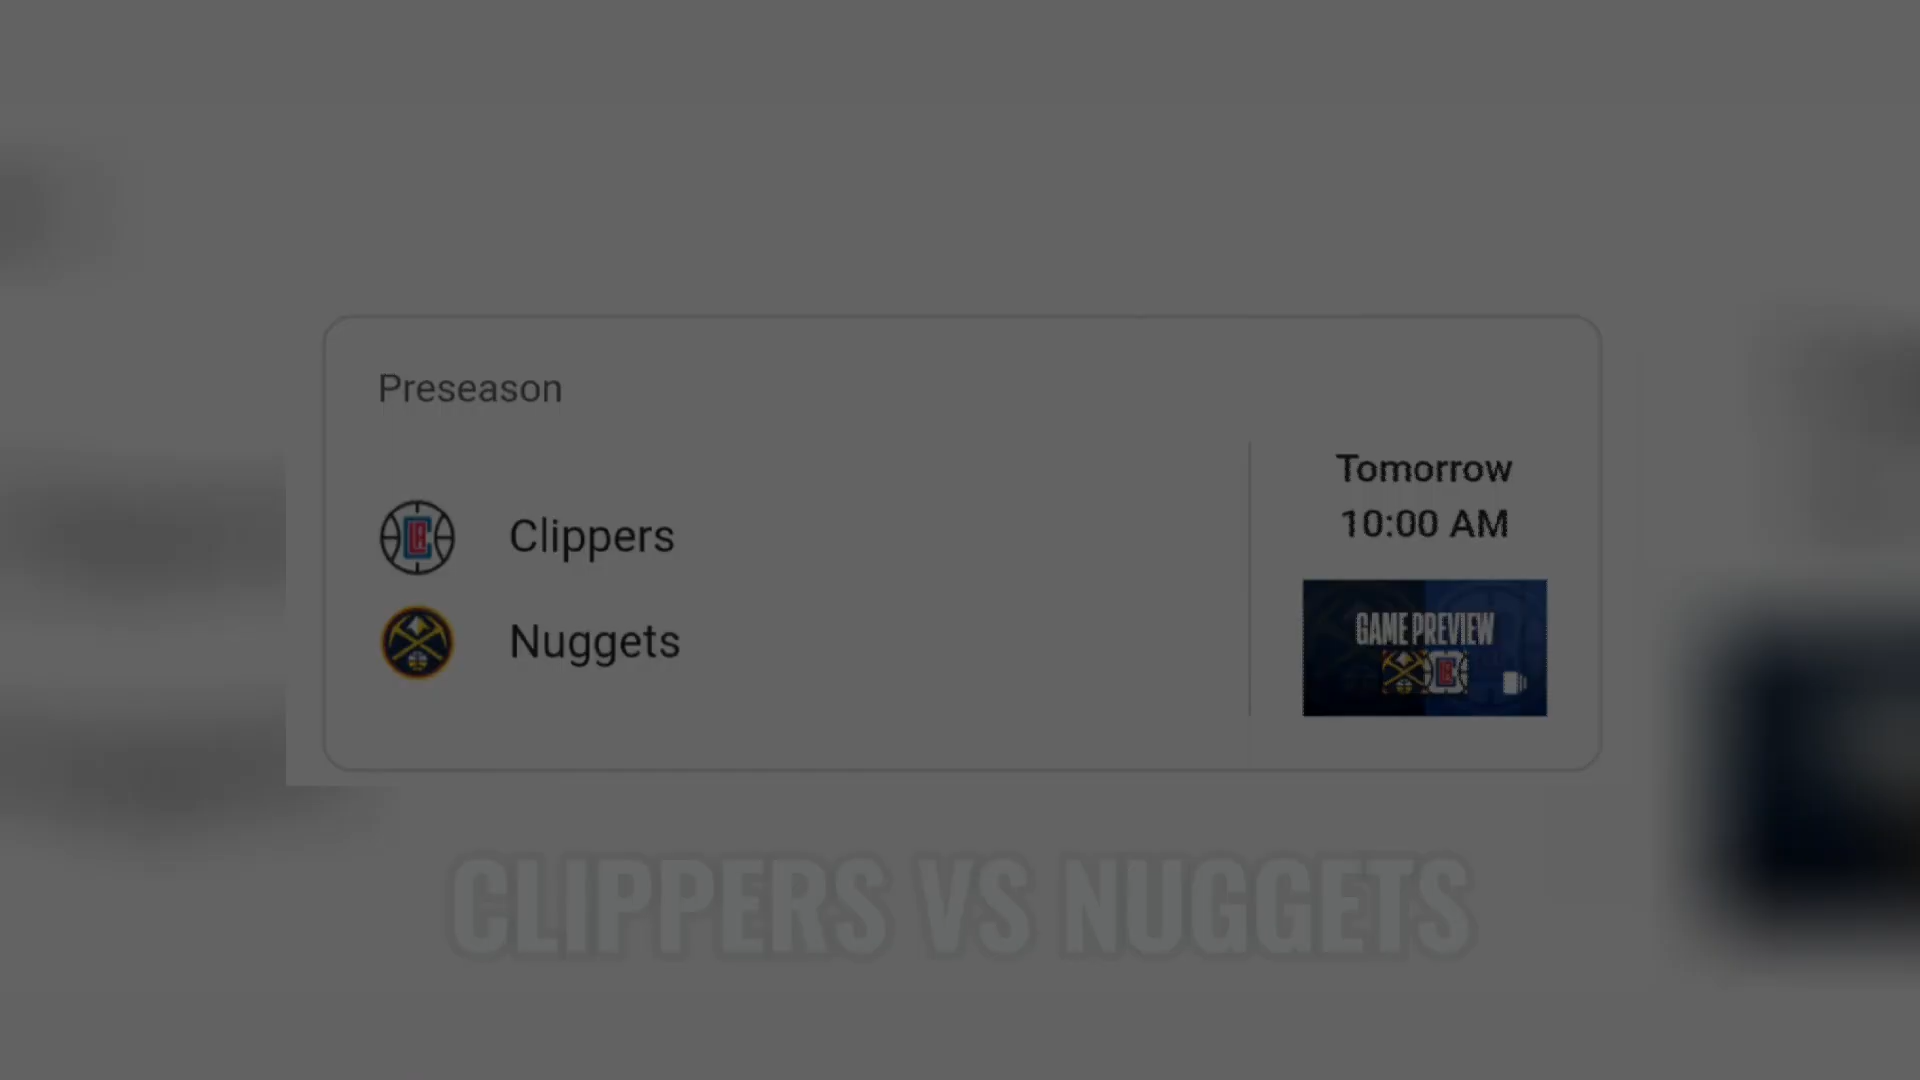 Preseason
Clippers
Nuggets
Tomorrow
10:00 AM
GAME PREVIEW
CLIPPERS VS NUGGETS